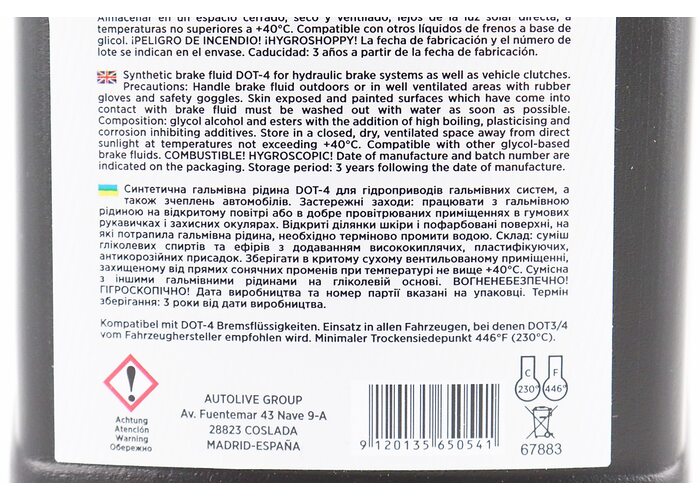 Almacenar en un espacio cerrado, seco y ventilado, lejos de la luz solar directa, a
temperaturas no superiores a +40°C. Compatible con otros líquidos de frenos a base de
glicol. ¡PELIGRO DE INCENDIO! ¡HYGROSHOPPY! La fecha de fabricación y el número de
lote se indican en el envase. Caducidad: 3 años a partir de la fecha de fabricación.
Synthetic brake fluid DOT-4 for hydraulic brake systems as well as vehicle clutches.
Precautions: Handle brake fluid outdoors or in well ventilated areas with rubber
gloves and safety goggles. Skin exposed and painted surfaces which have come into
contact with brake fluid must be washed out with water as soon as possible.
Composition: glycol alcohol and esters with the addition of high boiling, plasticising and
corrosion inhibiting additives. Store in a closed, dry, ventilated space away from direct
sunlight at temperatures not exceeding +40°C. Compatible with other glycol-based
brake fluids. COMBUSTIBLE! HYGROSCOPIC! Date of manufacture and batch number are
indicated on the packaging. Storage period: 3 years following the date of manufacture.
Синтетична гальмівна рідина DOT-4 для гідроприводів гальмівних систем, а
також зчеплень автомобілів. Застережні заходи: працювати з гальмівною
рідиною на відкритому повітрі або в добре провітрюваних приміщеннях в гумових
рукавичках і захисних окулярах. Відкриті ділянки шкіри і пофарбовані поверхні, на
які потрапила гальмівна рідина, необхідно терміново промити водою. Склад: суміш
гліколевих спиртів та ефірів з додаванням висококиплячих, пластифікуючих,
антикорозійних присадок. Зберігати в критому сухому вентильованому приміщенні,
захищеному від прямих сонячних променів при температурі не вище +40°C. Сумісна
з іншими гальмівними рідинами на гліколевій основі. ВОГНЕНЕБЕЗПЕЧНО!
ГІГРОСКОПІЧНО! Дата виробництва та номер партії вказані на упаковці. Термін
зберігання: 3 роки від дати виробництва.
Kompatibel mit DOT-4 Bremsflüssigkeiten. Einsatz in allen Fahrzeugen, bei denen DOT3/4
vom Fahrzeughersteller empfohlen wird. Minimaler Trockensiedepunkt 446°F (230°C).
Achtung
Atención
Warning
Обережно
AUTOLIVE GROUP
Av. Fuentemar 43 Nave 9-A
28823 COSLADA
MADRID-ESPAÑA
9 120135 650541
C F
230° 446°
67883